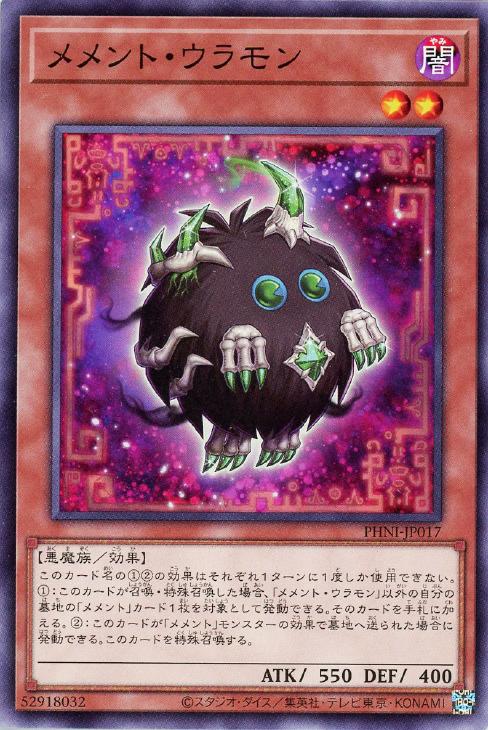 メメント・ウラモン
闇
PHNI-JP017
【悪魔族/効果】
このカード名の①②の効果はそれぞれ1ターンに1度しか使用できない。
①:このカードが召喚・特殊召喚した場合、「メメント・ウラモン」以外の自分の
墓地の「メメント」カード1枚を対象として発動できる。そのカードを手札に加
える。②:このカードが「メメント」モンスターの効果で墓地へ送られた場合に
発動できる。このカードを特殊召喚する。
ATK/ 550 DEF/ 400
52918032
©スタジオ・ダイス/集英社・テレビ東京・KONAMI